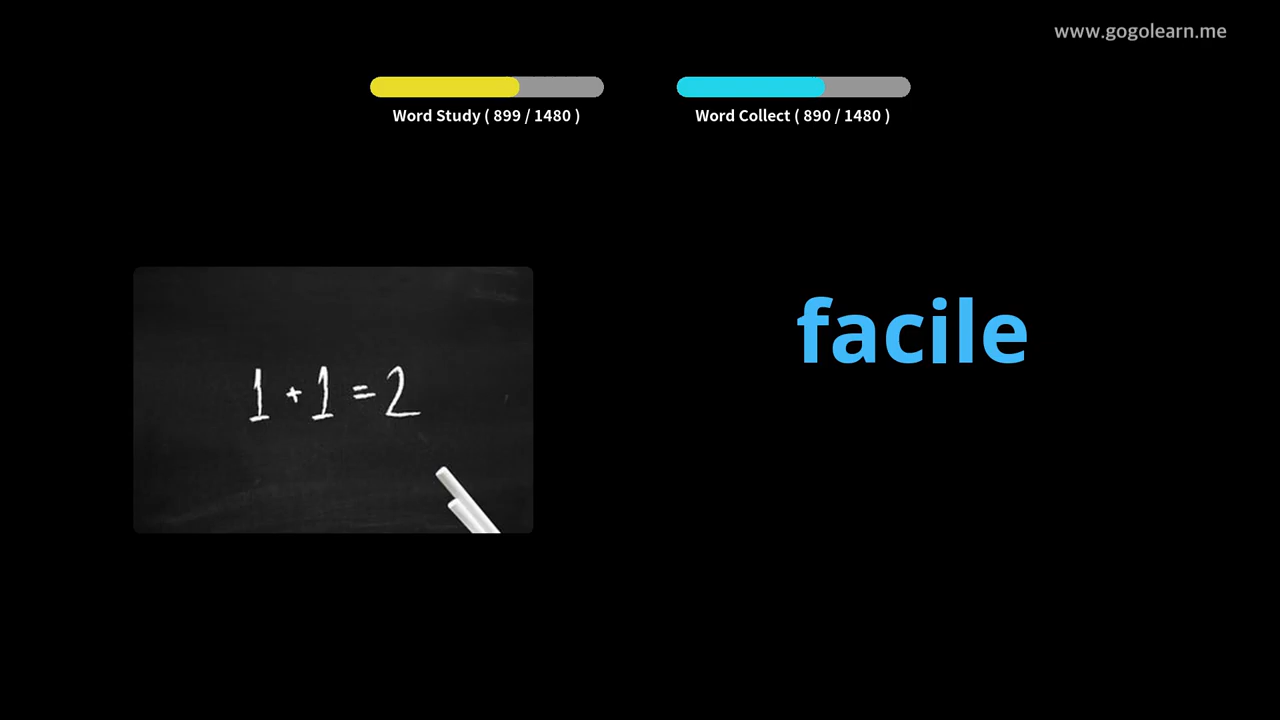 www.gogolearn.me
Word Study ( 899 / 1480 )
Word Collect ( 890 / 1480 )
facile
1 + 1 = 2